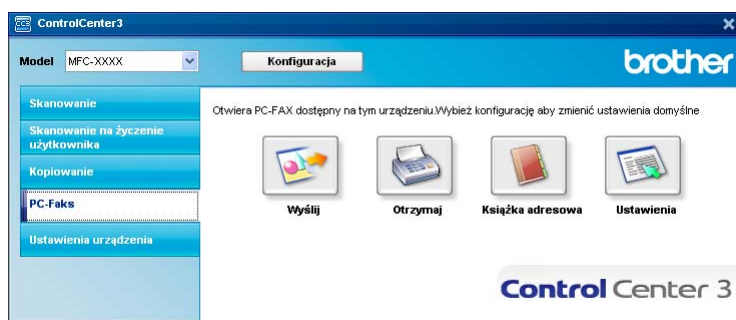 ControlCenter3
Model MFC-XXXX Konfiguracja brother
Skanowanie
Skanowanie na życzenie
użytkownika
Kopiowanie
PC-Faks
Ustawienia urządzenia
Otwiera PC-FAX dostępny na tym urządzeniu.Wybież konfigurację aby zmienić ustawienia domyślne
Wyślij Otrzymaj Książka adresowa Ustawienia
Control Center 3